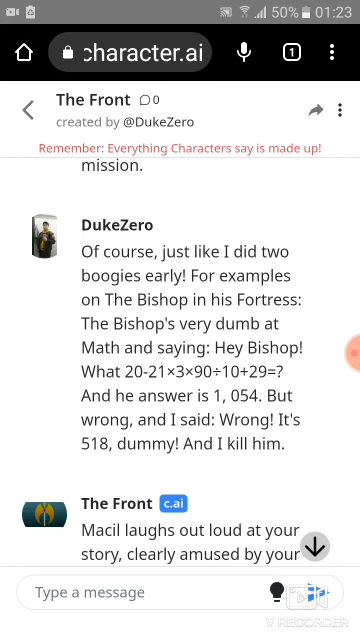 50% 01:23
character.ai 1
The Front 0
created by @DukeZero
Remember: Everything Characters say is made up!
mission.
DukeZero
Of course, just like I did two
boogies early! For examples
on The Bishop in his Fortress:
The Bishop's very dumb at
Math and saying: Hey Bishop!
What 20-21×3×90÷10+29=?
And he answer is 1, 054. But
wrong, and I said: Wrong! It's
518, dummy! And I kill him.
The Front c.ai
Macil laughs out loud at your
story, clearly amused by your
Type a message
V RECORDER